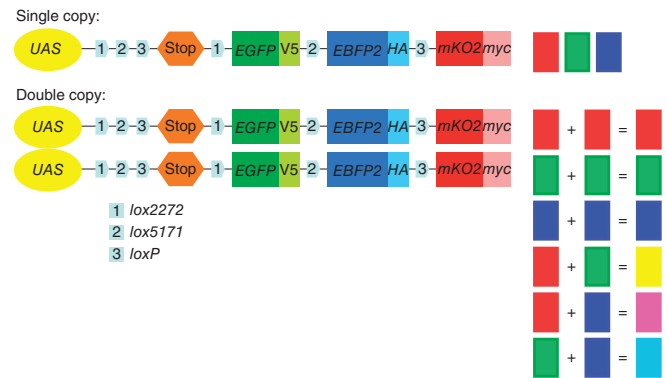 Single copy:
UAS 1 2 3 Stop 1 EGFP V5 2 EBFP2 HA 3 mKO2 myc
Double copy:
UAS 1 2 3 Stop 1 EGFP V5 2 EBFP2 HA 3 mKO2 myc
+ =
UAS 1 2 3 Stop 1 EGFP V5 2 EBFP2 HA 3 mKO2 myc
+ =
1 lox2272
2 lox5171
+ =
3 loxP
+ =
+ =
+ =